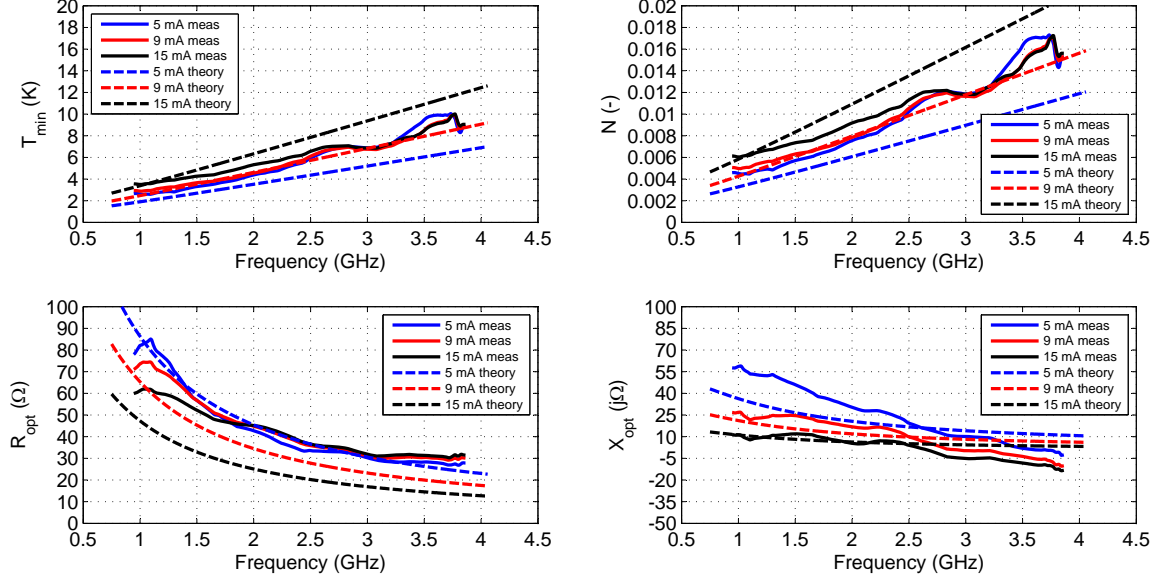 T_min (K)
20
18
16
14
12
10
8
6
4
2
0
5 mA meas
9 mA meas
15 mA meas
5 mA theory
9 mA theory
15 mA theory
0.5 1 1.5 2 2.5 3 3.5 4 4.5
Frequency (GHz)
N (-)
0.02
0.018
0.016
0.014
0.012
0.01
0.008
0.006
0.004
0.002
0
5 mA meas
9 mA meas
15 mA meas
5 mA theory
9 mA theory
15 mA theory
0.5 1 1.5 2 2.5 3 3.5 4 4.5
Frequency (GHz)
R_opt (Ω)
100
90
80
70
60
50
40
30
20
10
0
5 mA meas
9 mA meas
15 mA meas
5 mA theory
9 mA theory
15 mA theory
0.5 1 1.5 2 2.5 3 3.5 4 4.5
Frequency (GHz)
X_opt (jΩ)
100
85
70
55
40
25
10
-5
-20
-35
-50
5 mA meas
9 mA meas
15 mA meas
5 mA theory
9 mA theory
15 mA theory
0.5 1 1.5 2 2.5 3 3.5 4 4.5
Frequency (GHz)